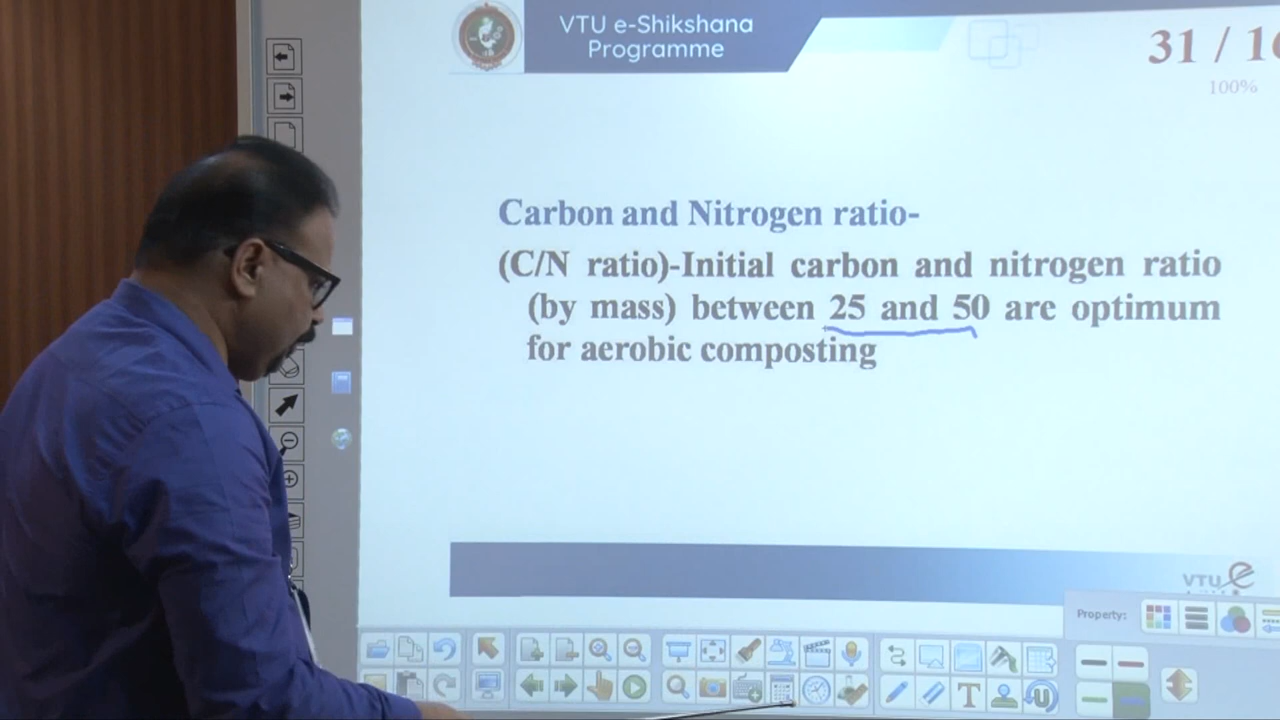 VTU e-Shikshana
Programme
31 / 16
100%
Carbon and Nitrogen ratio-
(C/N ratio)-Initial carbon and nitrogen ratio
(by mass) between 25 and 50 are optimum
for aerobic composting
VTU e
Property:
T